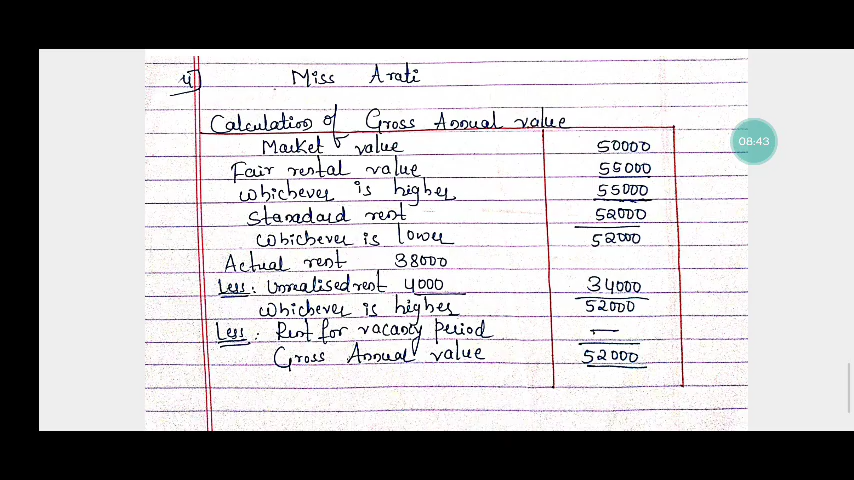 4) Miss Arati
Calculation of Gross Annual value
Market value 50000
Fair rental value 55000
whichever is higher 55000
Standard rent 52000
whichever is lower 52000
Actual rent 38000
Less: Unrealised rent 4000 34000
whichever is higher 52000
Less: Rent for vacancy period —
Gross Annual value 52000
08:43